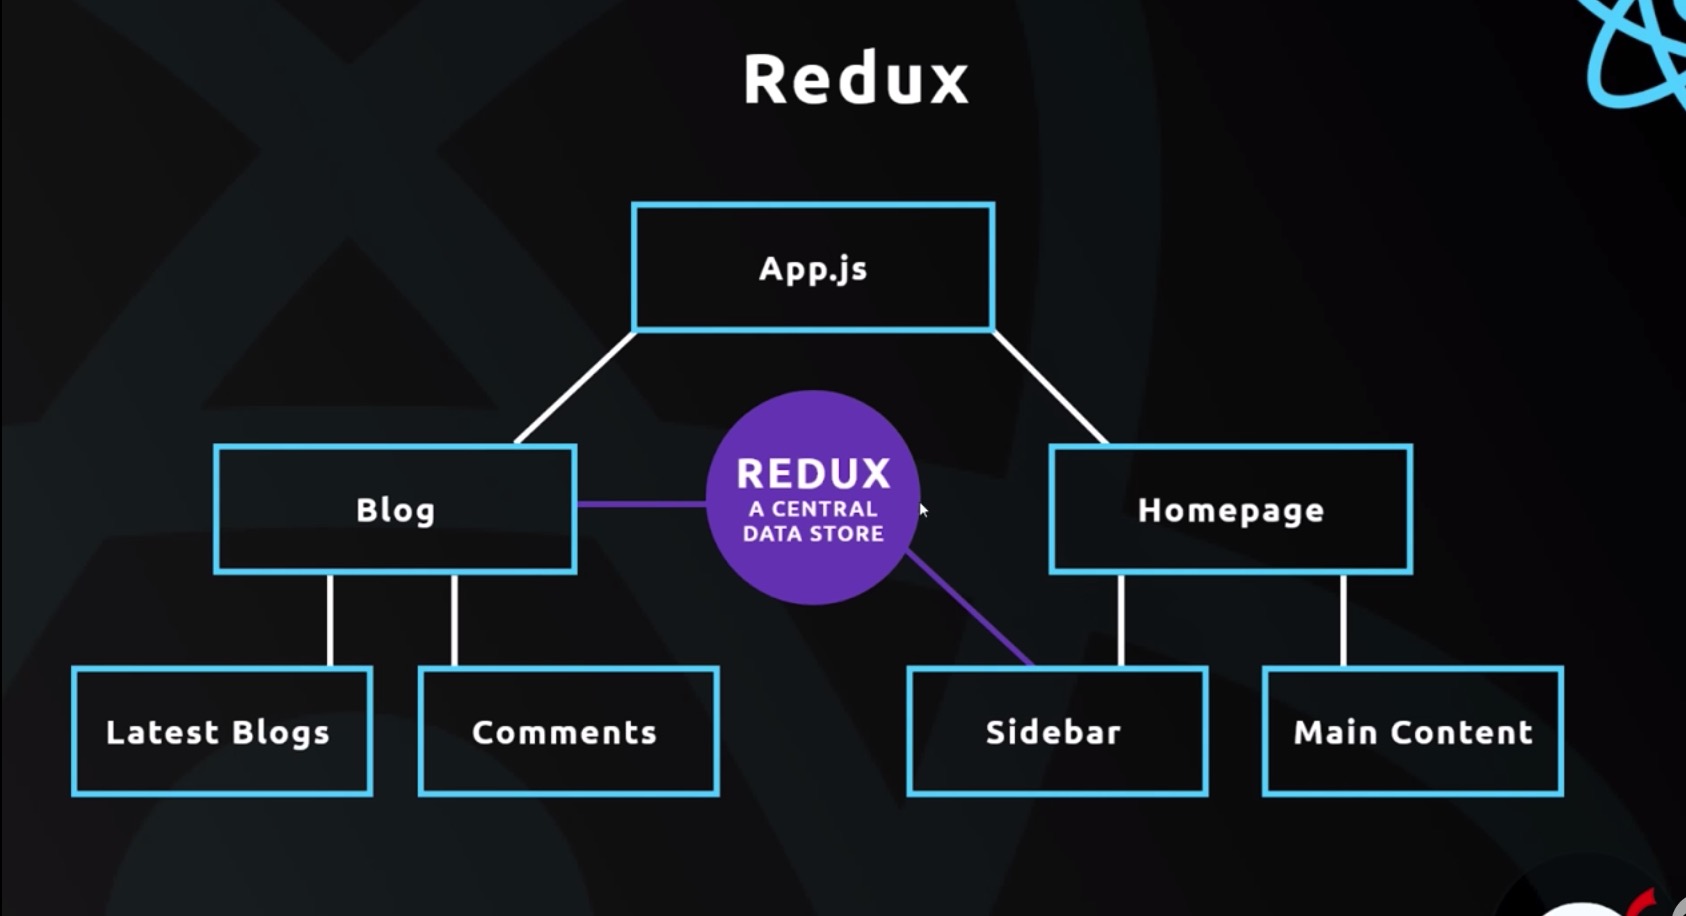 Redux
App.js
Blog
REDUX
A CENTRAL
DATA STORE
Homepage
Latest Blogs
Comments
Sidebar
Main Content